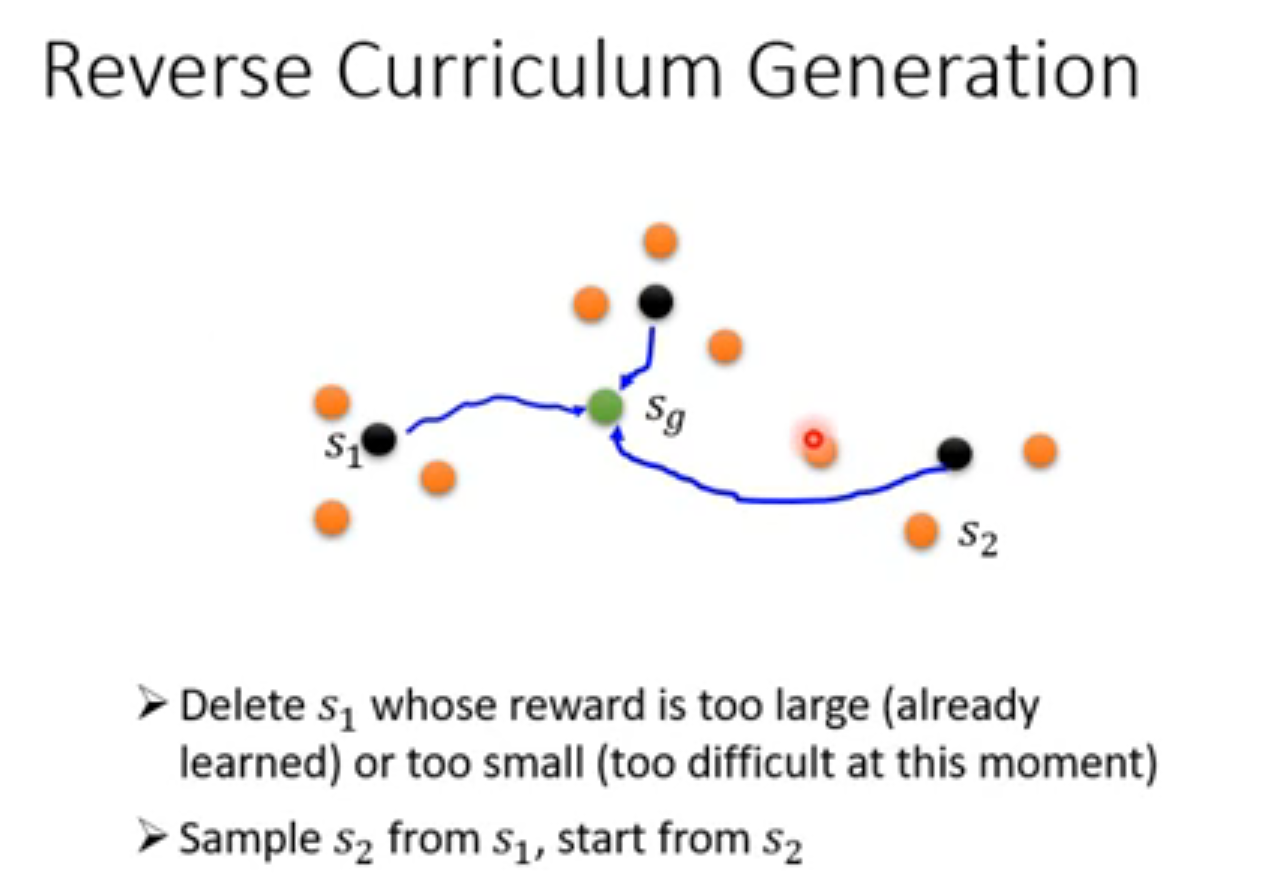 Reverse Curriculum Generation
s_g
s_1
s_2
➤ Delete s_1 whose reward is too large (already
learned) or too small (too difficult at this moment)
➤ Sample s_2 from s_1, start from s_2